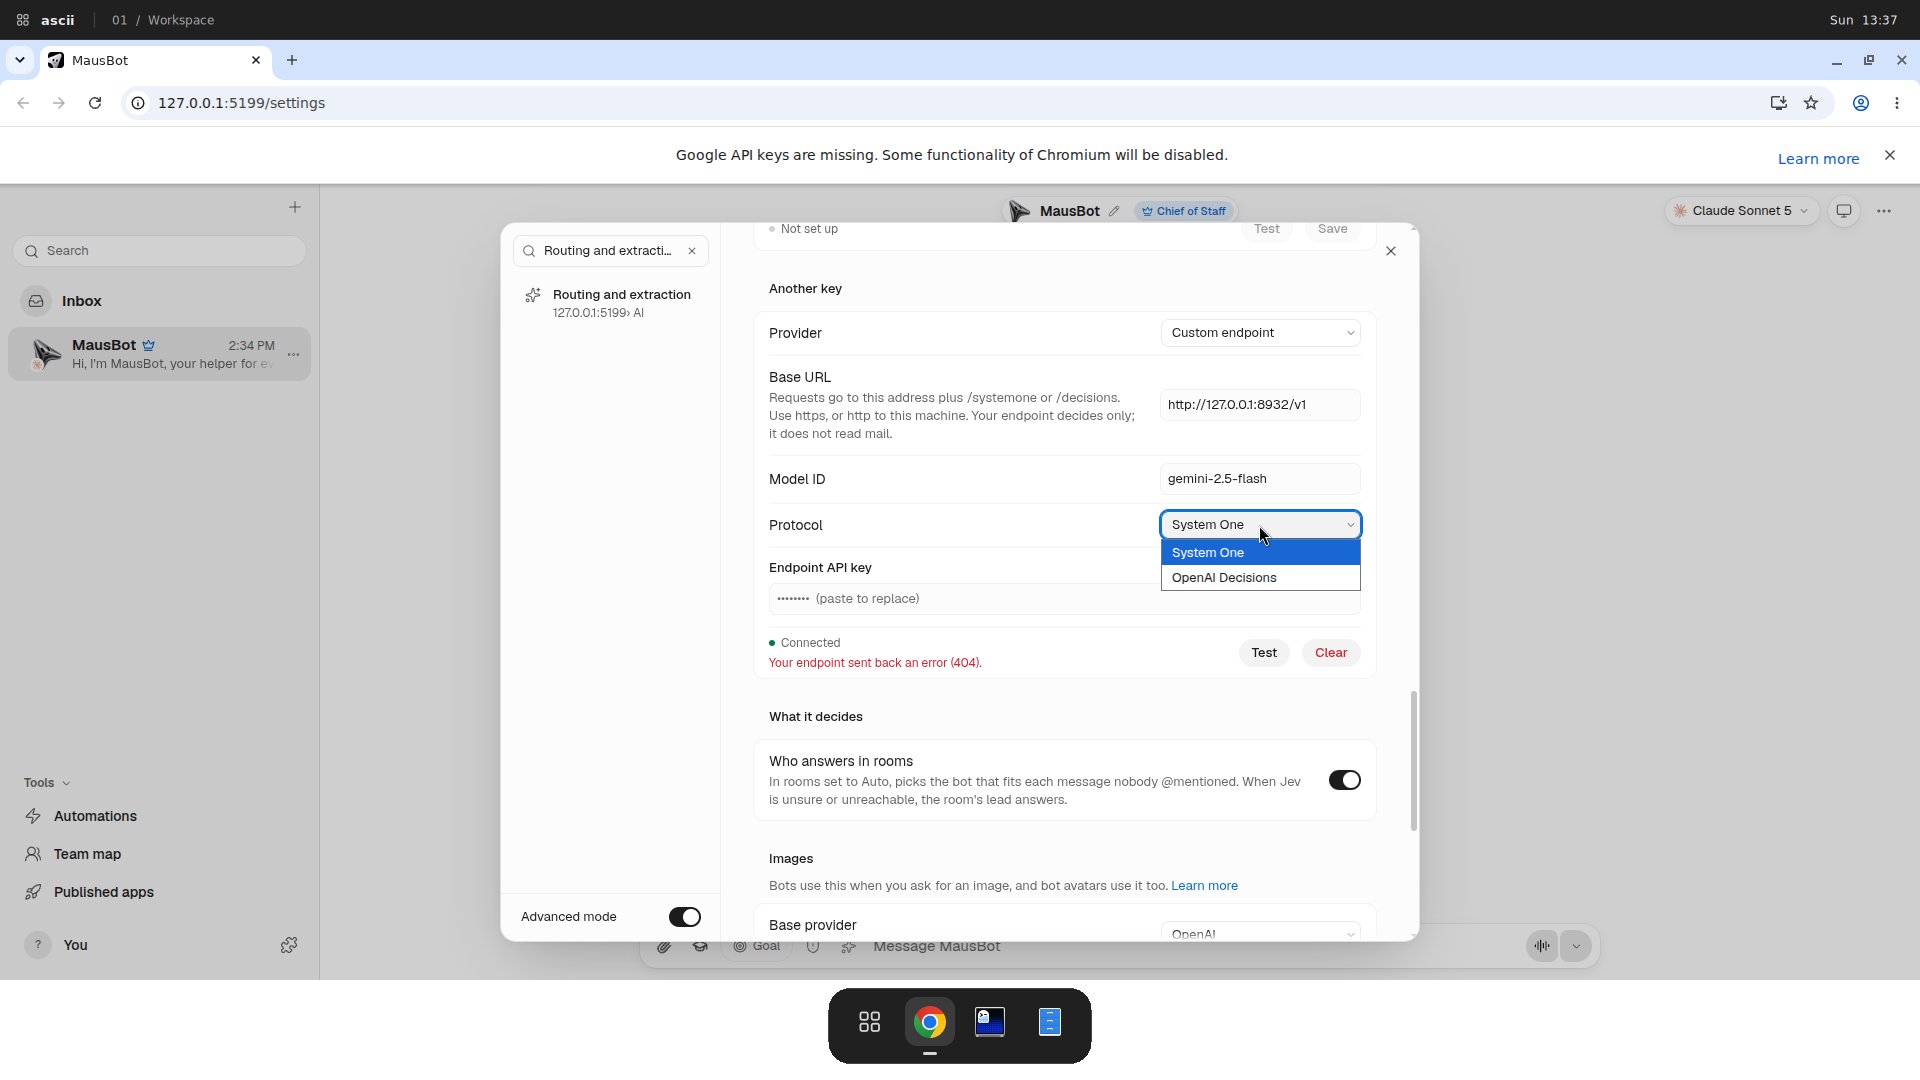 ascii
01 / Workspace
Sun 13:37
MausBot
127.0.0.1:5199/settings
Google API keys are missing. Some functionality of Chromium will be disabled.
Learn more
Search
Inbox
MausBot
2:34 PM
Hi, I'm MausBot, your helper for ev
Tools
Automations
Team map
Published apps
? You
MausBot
Chief of Staff
Claude Sonnet 5
Routing and extracti...
Routing and extraction
127.0.0.1:5199› AI
Advanced mode
Not set up
Test
Save
Another key
Provider
Custom endpoint
Base URL
Requests go to this address plus /systemone or /decisions.
Use https, or http to this machine. Your endpoint decides only;
it does not read mail.
http://127.0.0.1:8932/v1
Model ID
gemini-2.5-flash
Protocol
System One
System One
OpenAI Decisions
Endpoint API key
•••••••• (paste to replace)
Connected
Your endpoint sent back an error (404).
Test
Clear
What it decides
Who answers in rooms
In rooms set to Auto, picks the bot that fits each message nobody @mentioned. When Jev
is unsure or unreachable, the room's lead answers.
Images
Bots use this when you ask for an image, and bot avatars use it too. Learn more
Base provider
OpenAI
Goal
Message MausBot